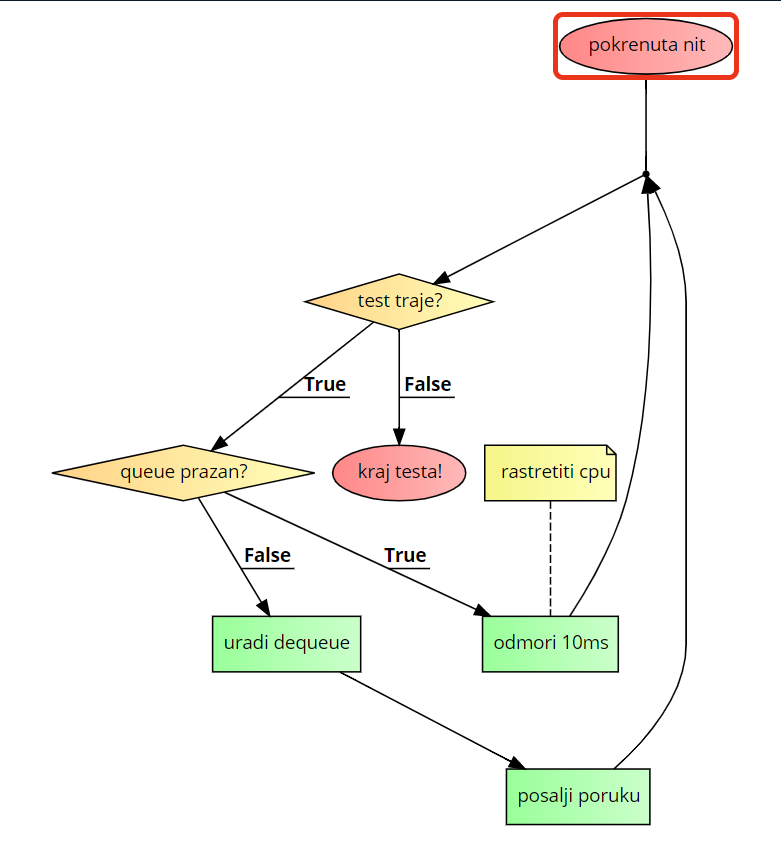 pokrenuta nit
test traje?
True
False
queue prazan?
kraj testa!
rastretiti cpu
False
True
uradi dequeue
odmori 10ms
posalji poruku